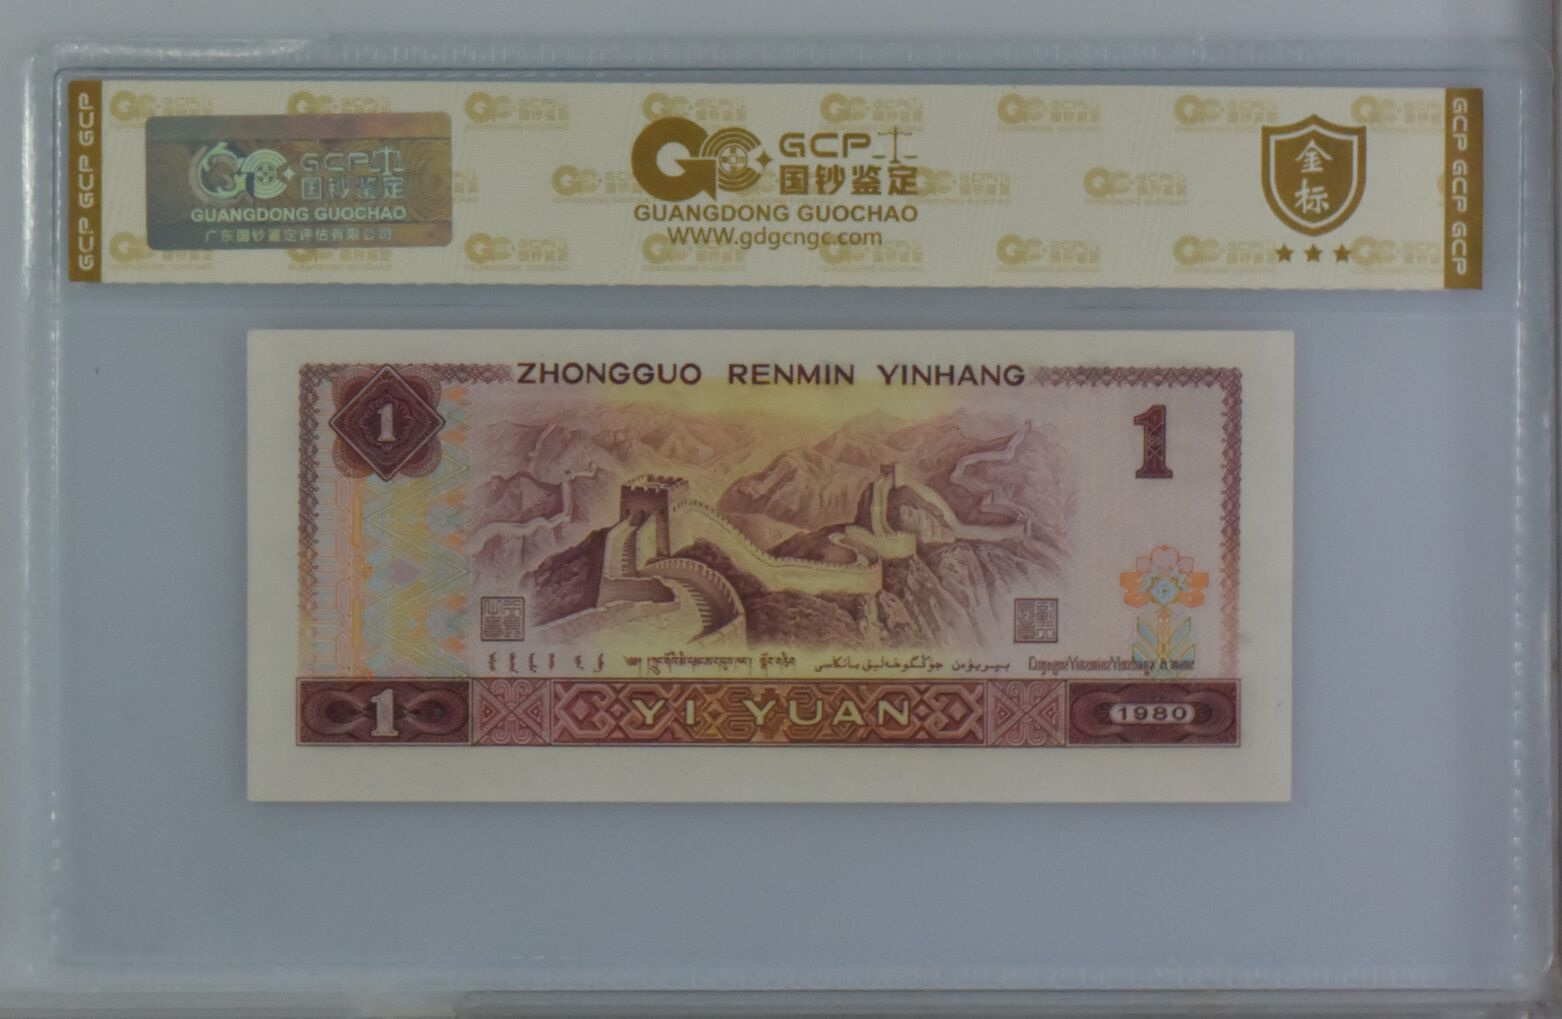 GCP GCP GCP
GCP
国钞鉴定
GUANGDONG GUOCHAO
广东国钞鉴定评估有限公司
GCP
国钞鉴定
GUANGDONG GUOCHAO
www.gdgcngc.com
金标
GCP GCP GCP
ZHONGGUO RENMIN YINHANG
1
1
1
YI YUAN
1980